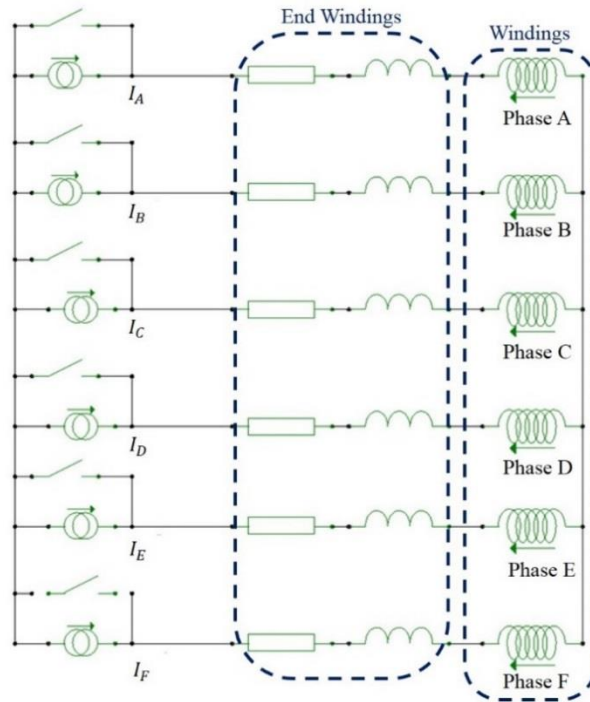 End Windings
Windings
I_A
Phase A
I_B
Phase B
I_C
Phase C
I_D
Phase D
I_E
Phase E
I_F
Phase F